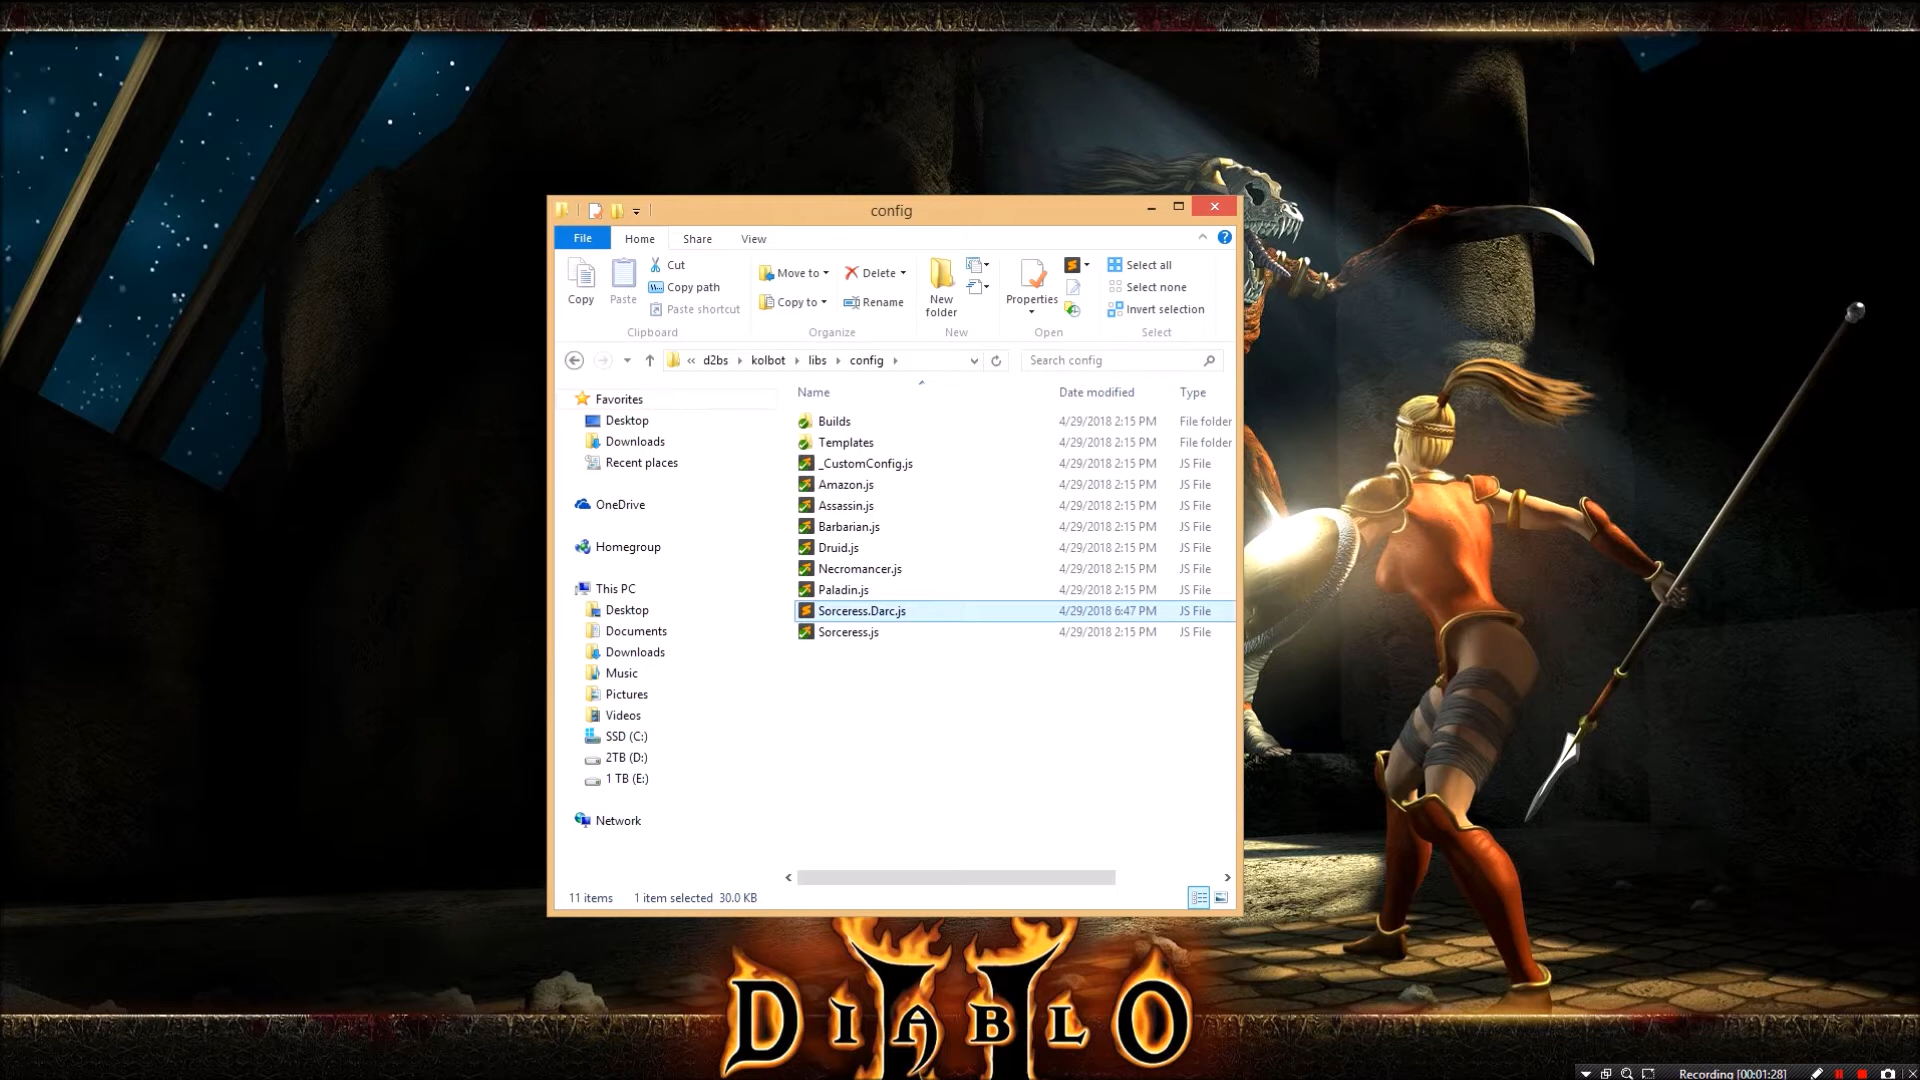 config
File Home Share View
Copy
Paste
Cut
Copy path
Paste shortcut
Clipboard
Move to
Copy to
Delete
Rename
Organize
New folder
New
Properties
Open
Select all
Select none
Invert selection
Select
« d2bs kolbot libs config
Search config
Favorites
Desktop
Downloads
Recent places
OneDrive
Homegroup
This PC
Desktop
Documents
Downloads
Music
Pictures
Videos
SSD (C:)
2TB (D:)
1 TB (E:)
Network
Name Date modified Type
Builds 4/29/2018 2:15 PM File folder
Templates 4/29/2018 2:15 PM File folder
_CustomConfig.js 4/29/2018 2:15 PM JS File
Amazon.js 4/29/2018 2:15 PM JS File
Assassin.js 4/29/2018 2:15 PM JS File
Barbarian.js 4/29/2018 2:15 PM JS File
Druid.js 4/29/2018 2:15 PM JS File
Necromancer.js 4/29/2018 2:15 PM JS File
Paladin.js 4/29/2018 2:15 PM JS File
Sorceress.Darc.js 4/29/2018 6:47 PM JS File
Sorceress.js 4/29/2018 2:15 PM JS File
11 items 1 item selected 30.0 KB
II
DIABLO
Recording [00:01:28]